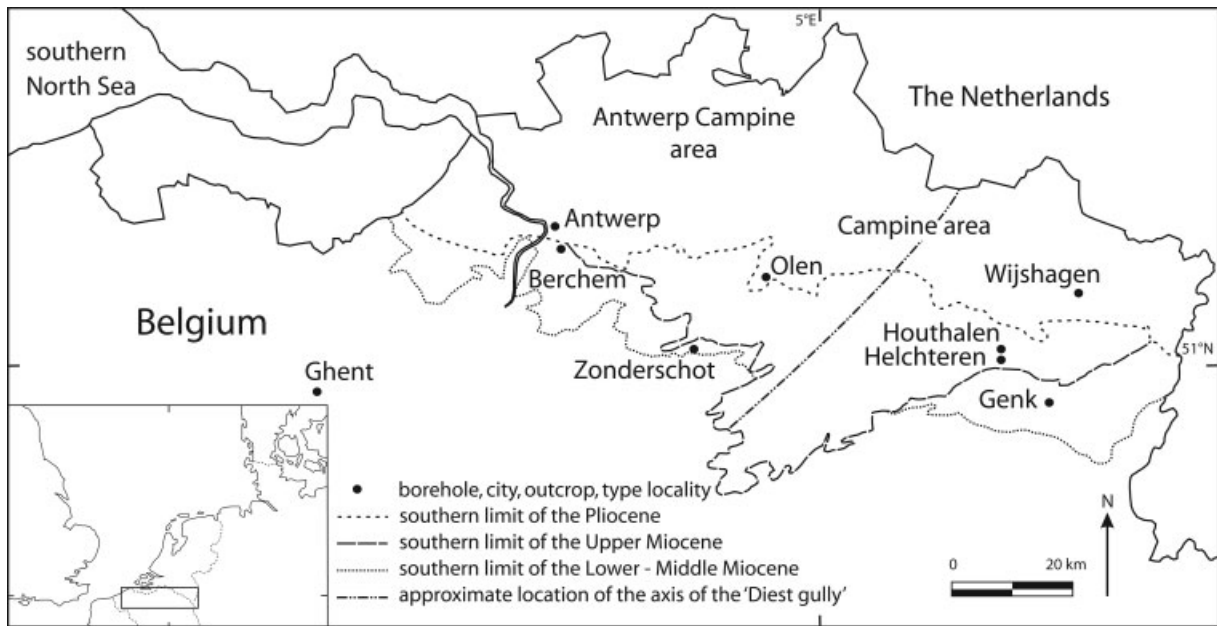 5°E
southern
North Sea
The Netherlands
Antwerp Campine
area
Antwerp
Campine area
Berchem
Olen
Wijshagen
Belgium
Houthalen
Helchteren
51°N
Zonderschot
Ghent
Genk
borehole, city, outcrop, type locality
southern limit of the Pliocene
southern limit of the Upper Miocene
southern limit of the Lower - Middle Miocene
approximate location of the axis of the 'Diest gully'
N
0 20 km